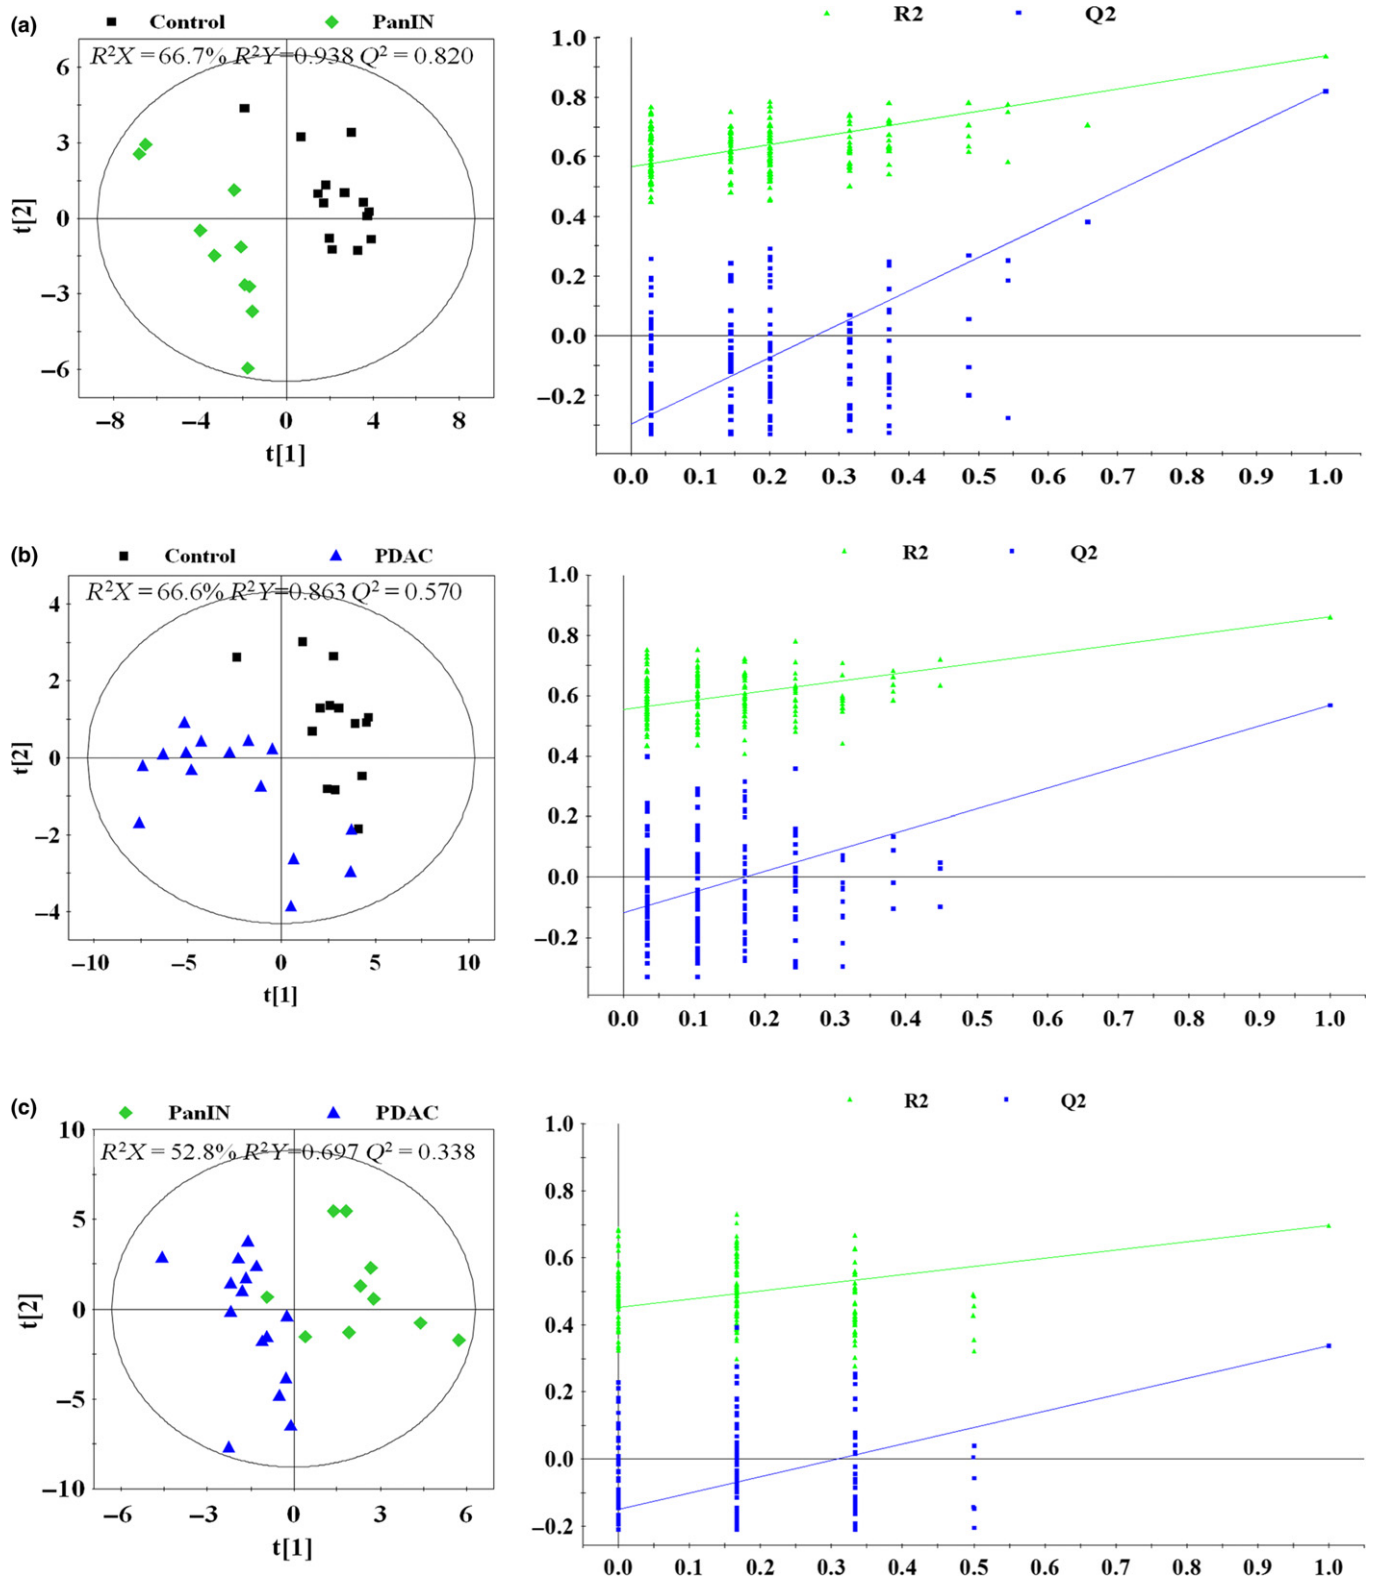 (a) Control PanIN
R²X = 66.7% R²Y=0.938 Q² = 0.820
6
3
0
−3
−6
−8 −4 0 4 8
t[2]
t[1]
R2 Q2
1.0
0.8
0.6
0.4
0.2
0.0
−0.2
0.0 0.1 0.2 0.3 0.4 0.5 0.6 0.7 0.8 0.9 1.0
(b) Control PDAC
R²X = 66.6% R²Y=0.863 Q² = 0.570
4
2
0
−2
−4
−10 −5 0 5 10
t[2]
t[1]
R2 Q2
1.0
0.8
0.6
0.4
0.2
0.0
−0.2
0.0 0.1 0.2 0.3 0.4 0.5 0.6 0.7 0.8 0.9 1.0
(c) PanIN PDAC
R²X = 52.8% R²Y=0.697 Q² = 0.338
10
5
0
−5
−10
−6 −3 0 3 6
t[2]
t[1]
R2 Q2
1.0
0.8
0.6
0.4
0.2
0.0
−0.2
0.0 0.1 0.2 0.3 0.4 0.5 0.6 0.7 0.8 0.9 1.0